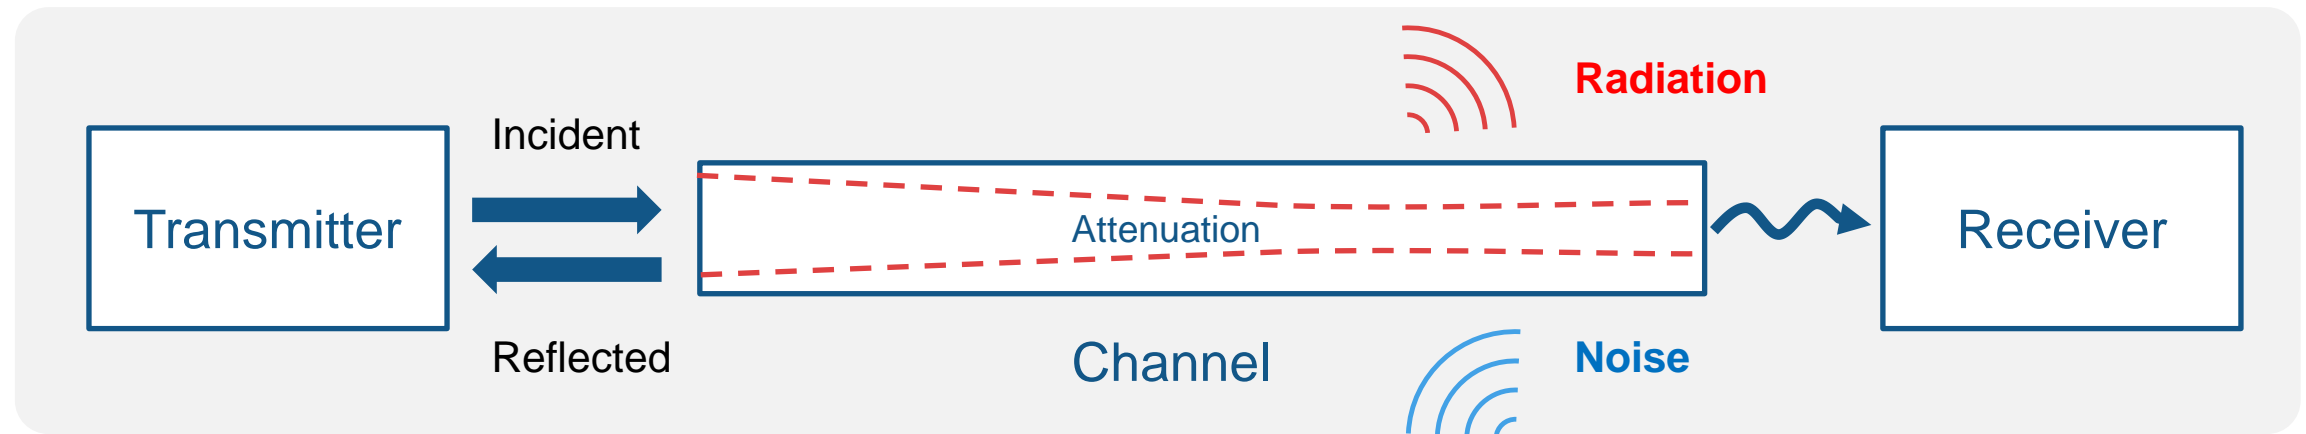 Radiation
Incident
Transmitter
Attenuation
Receiver
Reflected
Channel
Noise